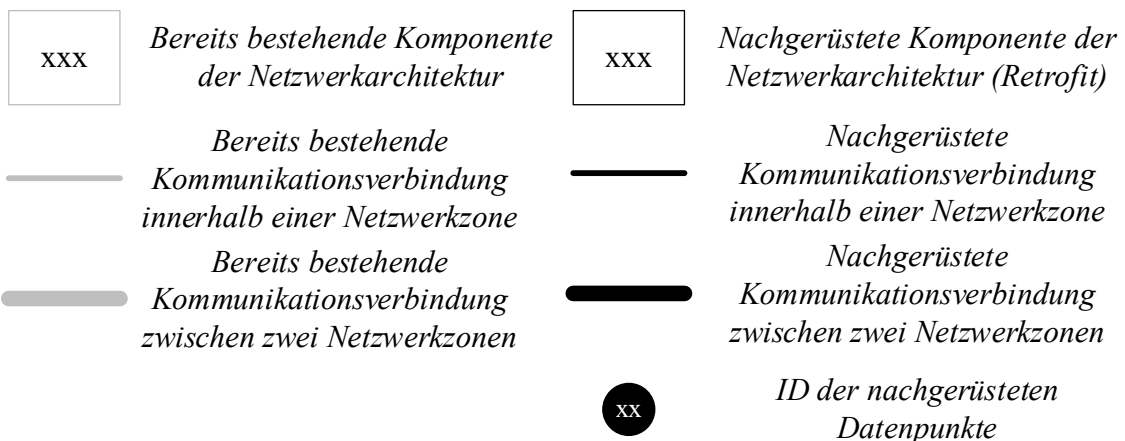 xxx
Bereits bestehende Komponente
der Netzwerkarchitektur
xxx
Nachgerüstete Komponente der
Netzwerkarchitektur (Retrofit)
Bereits bestehende
Kommunikationsverbindung
innerhalb einer Netzwerkzone
Nachgerüstete
Kommunikationsverbindung
innerhalb einer Netzwerkzone
Bereits bestehende
Kommunikationsverbindung
zwischen zwei Netzwerkzonen
Nachgerüstete
Kommunikationsverbindung
zwischen zwei Netzwerkzonen
xx
ID der nachgerüsteten
Datenpunkte